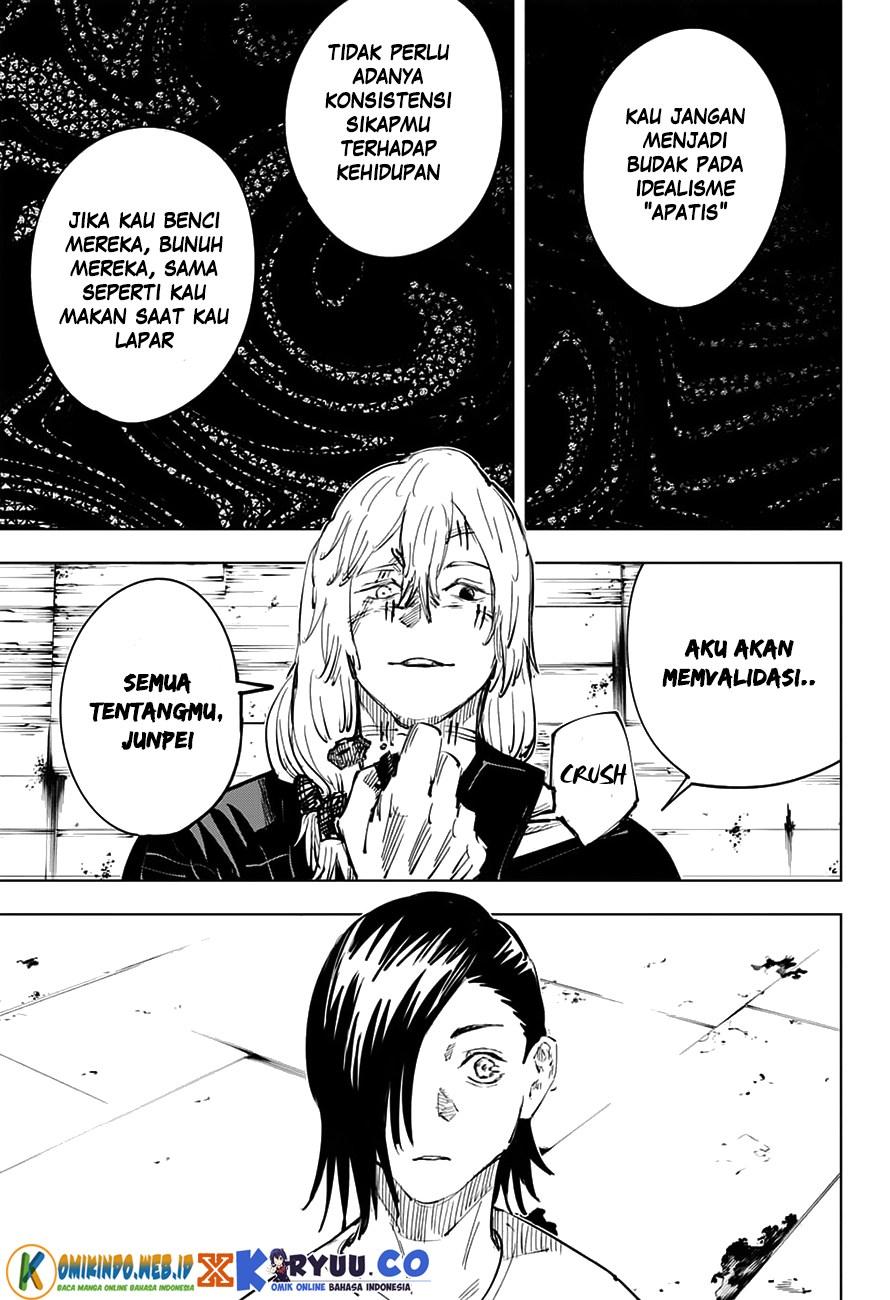 KAU JANGAN
MENJADI
BUDAK PADA
IDEALISME
"APATIS"
TIDAK PERLU
ADANYA
KONSISTENSI
SIKAPMU
TERHADAP
KEHIDUPAN
JIKA KAU BENCI
MEREKA, BUNUH
MEREKA, SAMA
SEPERTI KAU
MAKAN SAAT KAU
LAPAR
AKU AKAN
MEMVALIDASI..
CRUSH
SEMUA
TENTANGMU,
JUNPEI
KOMIKINDO.WEB.ID X KIRYUU.CO
BACA MANGA ONLINE BAHASA INDONESIA
OMIK ONLINE BAHASA INDONESIA